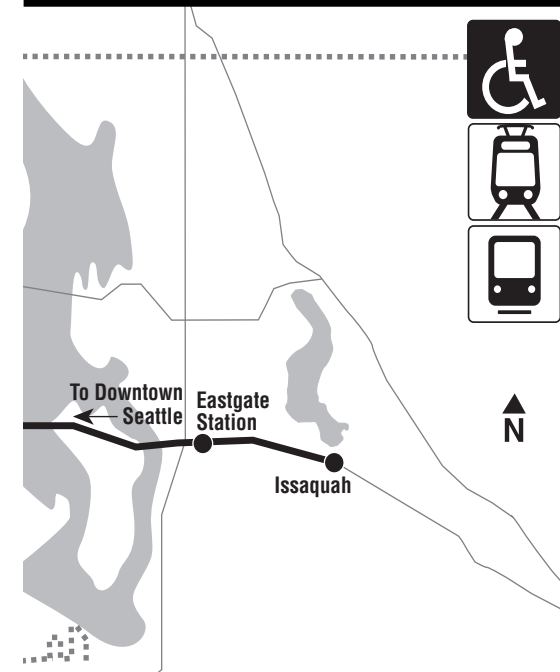 To Downtown
Seattle
Eastgate
Station
Issaquah
N